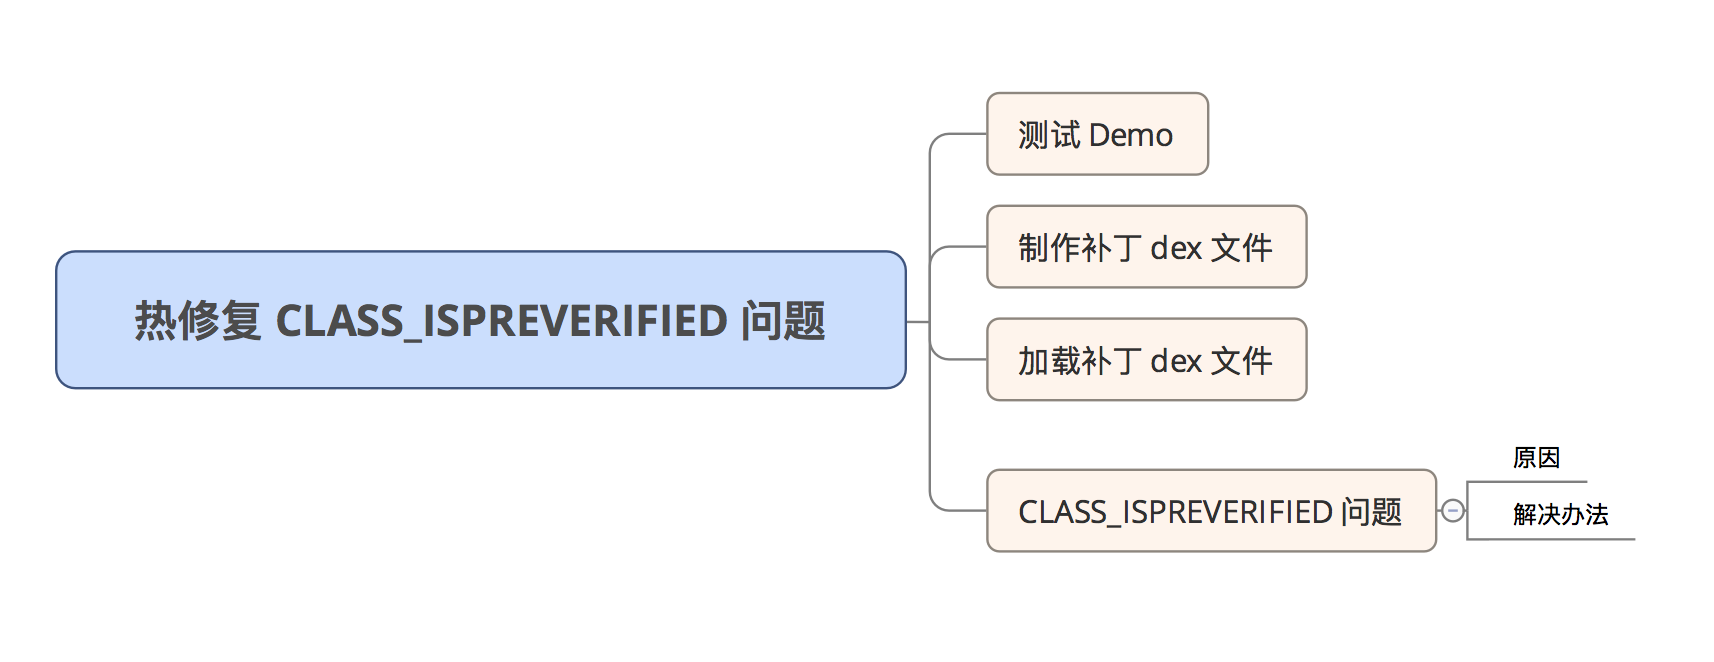 热修复 CLASS_ISPREVERIFIED 问题
测试 Demo
制作补丁 dex 文件
加载补丁 dex 文件
CLASS_ISPREVERIFIED 问题
原因
解决办法